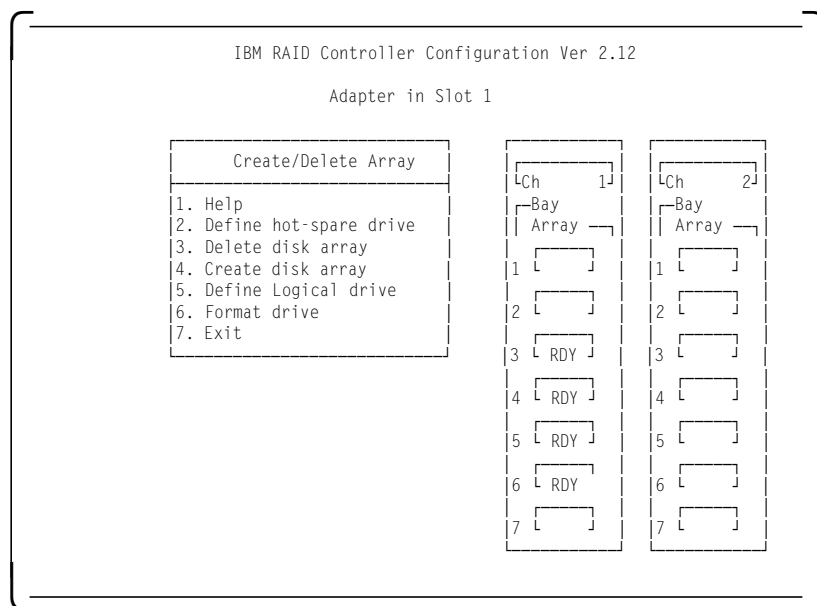 IBM RAID Controller Configuration Ver 2.12
Adapter in Slot 1
Create/Delete Array
1. Help
2. Define hot-spare drive
3. Delete disk array
4. Create disk array
5. Define Logical drive
6. Format drive
7. Exit
Ch 1
Bay
Array
1
2
3 RDY
4 RDY
5 RDY
6 RDY
7
Ch 2
Bay
Array
1
2
3
4
5
6
7